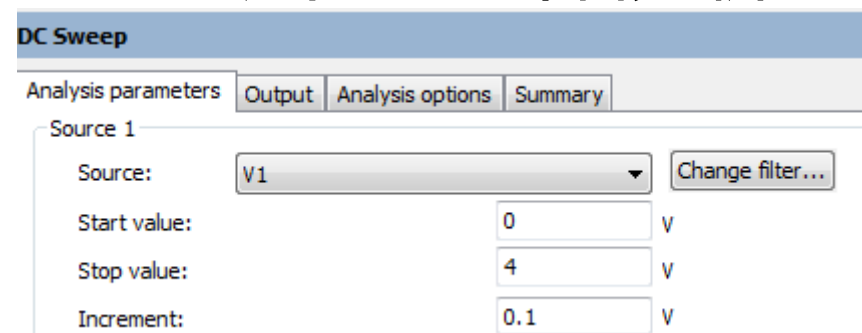 DC Sweep
Analysis parameters Output Analysis options Summary
Source 1
Source: V1 Change filter...
Start value: 0 V
Stop value: 4 V
Increment: 0.1 V